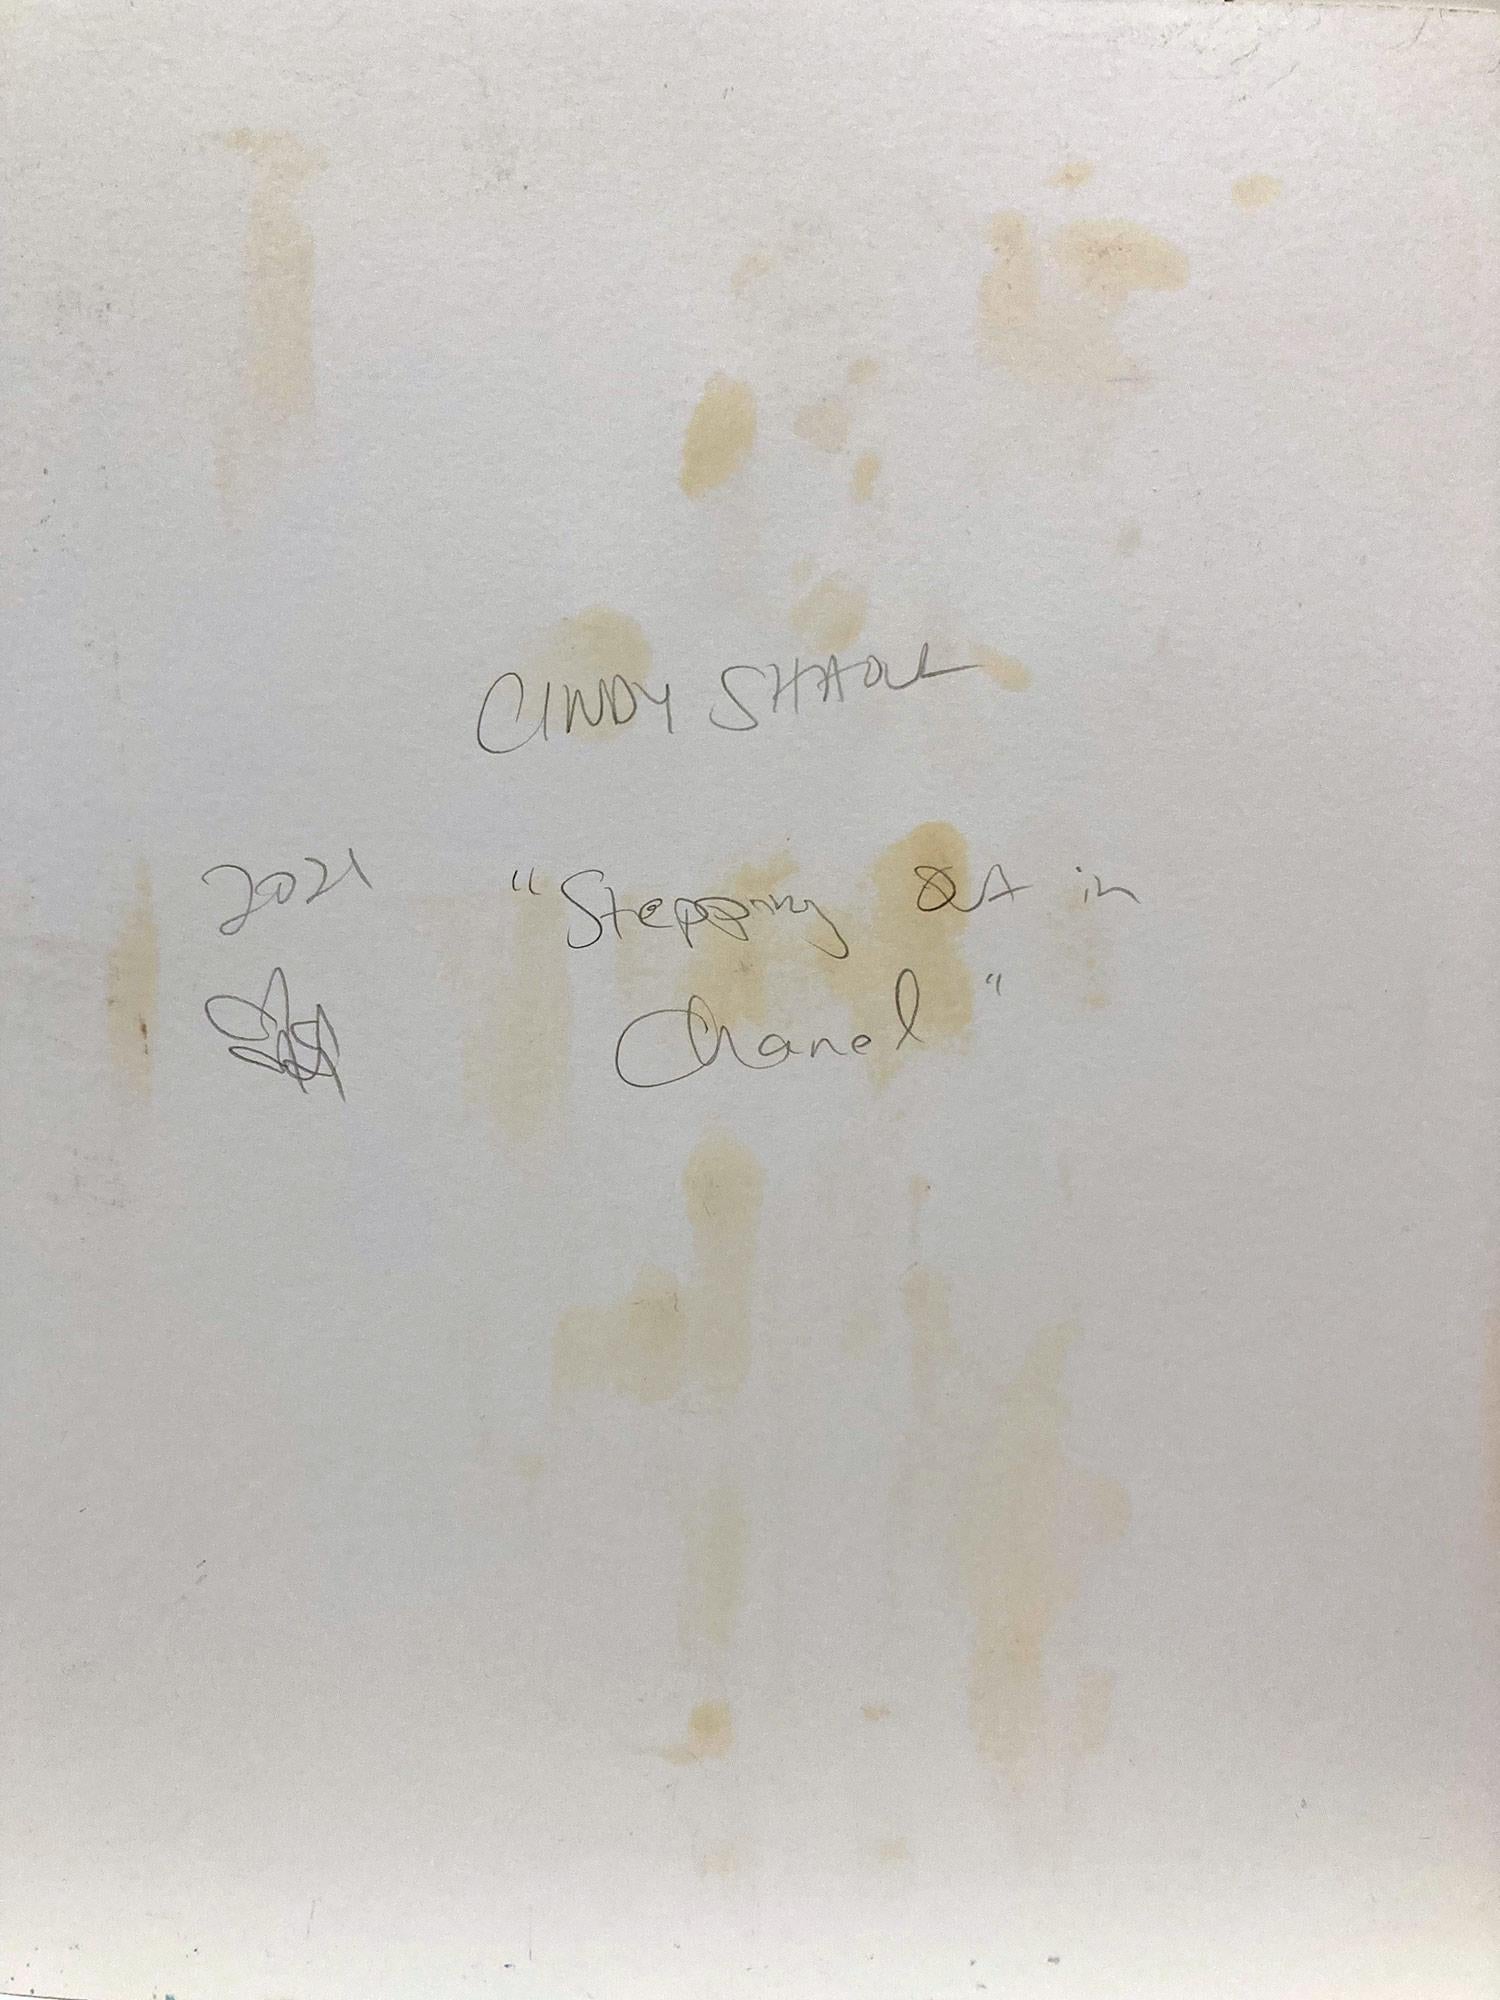 CINDY SHAOUL
2021 "Stepping Out in
Chanel"